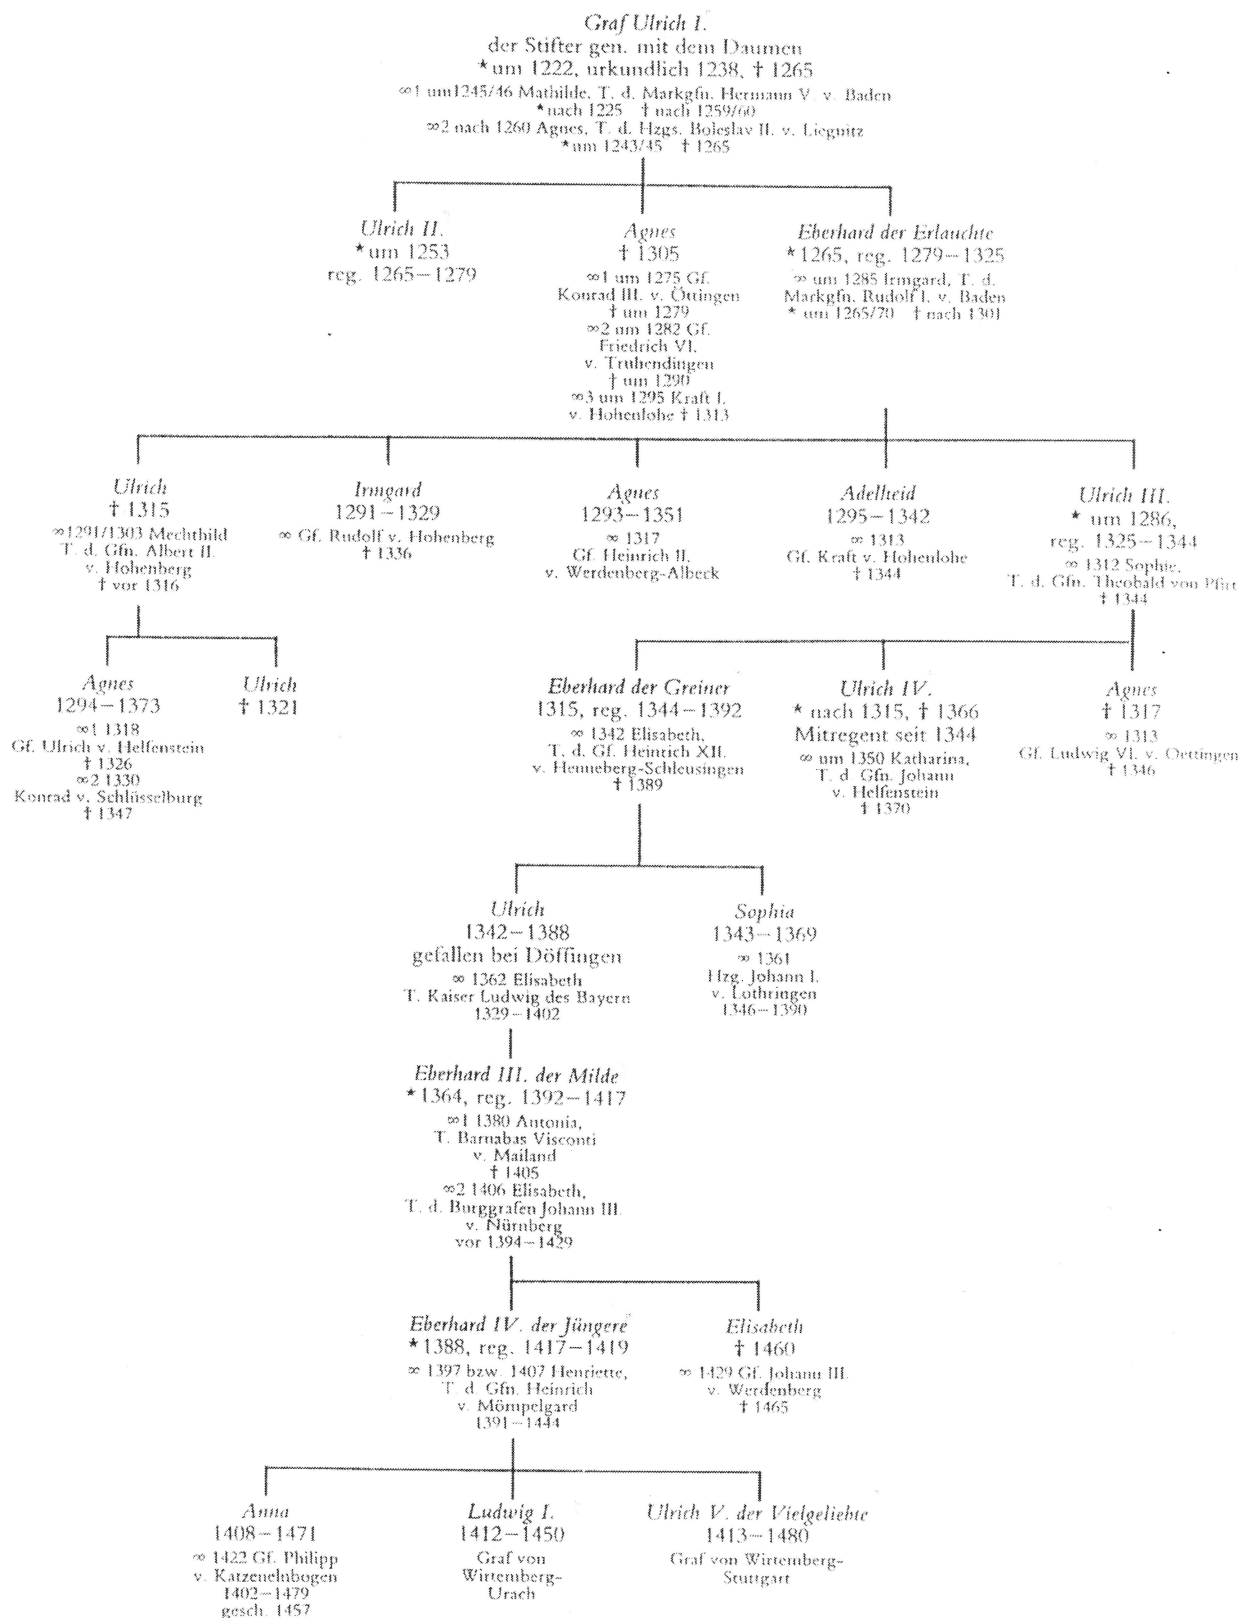 Graf Ulrich I.
der Stifter gen. mit dem Daumen
★um 1222, urkundlich 1238, † 1265
∞1 um1245/46 Mathilde, T. d. Markgfn. Hermann V. v. Baden
★nach 1225 † nach 1259/60
∞2 nach 1260 Agnes, T. d. Hzgs. Boleslav II. v. Liegnitz
★um 1243/45 † 1265
Ulrich II.
★um 1253
reg. 1265–1279
Agnes
† 1305
∞1 um 1275 Gf.
Konrad III. v. Öttingen
† um 1279
∞2 um 1282 Gf.
Friedrich VI.
v. Truhendingen
† um 1290
∞3 um 1295 Kraft I.
v. Hohenlohe † 1313
Eberhard der Erlauchte
★1265, reg. 1279–1325
∞ um 1285 Irmgard, T. d.
Markgfn. Rudolf I. v. Baden
★ um 1265/70 † nach 1301
Ulrich
† 1315
∞1291/1303 Mechthild
T. d. Gfn. Albert II.
v. Hohenberg
† vor 1316
Irmgard
1291–1329
∞ Gf. Rudolf v. Hohenberg
† 1336
Agnes
1293–1351
∞ 1317
Gf. Heinrich II.
v. Werdenberg-Albeck
Adelheid
1295–1342
∞ 1313
Gf. Kraft v. Hohenlohe
† 1344
Ulrich III.
★ um 1286,
reg. 1325–1344
∞ 1312 Sophie,
T. d. Gfn. Theobald von Pfirt
† 1344
Agnes
1294–1373
∞1 1318
Gf. Ulrich v. Helfenstein
† 1326
∞2 1330
Konrad v. Schlüsselburg
† 1347
Ulrich
† 1321
Eberhard der Greiner
1315, reg. 1344–1392
∞ 1342 Elisabeth,
T. d. Gf. Heinrich XII.
v. Henneberg-Schleusingen
† 1389
Ulrich IV.
★ nach 1315, † 1366
Mitregent seit 1344
∞ um 1350 Katharina,
T. d. Gfn. Johann
v. Helfenstein
† 1370
Agnes
† 1317
∞ 1313
Gf. Ludwig VI. v. Oettingen
† 1346
Ulrich
1342–1388
gefallen bei Döffingen
∞ 1362 Elisabeth
T. Kaiser Ludwig des Bayern
1329–1402
Sophia
1343–1369
∞ 1361
Hzg. Johann I.
v. Lothringen
1346–1390
Eberhard III. der Milde
★1364, reg. 1392–1417
∞1 1380 Antonia,
T. Barnabas Visconti
v. Mailand
† 1405
∞2 1406 Elisabeth,
T. d. Burggrafen Johann III.
v. Nürnberg
vor 1394–1429
Eberhard IV. der Jüngere
★1388, reg. 1417–1419
∞ 1397 bzw. 1407 Henriette,
T. d. Gfn. Heinrich
v. Mömpelgard
1391–1444
Elisabeth
† 1460
∞ 1429 Gf. Johann III.
v. Werdenberg
† 1465
Anna
1408–1471
∞ 1422 Gf. Philipp
v. Katzenelnbogen
1402–1479
gesch. 1457
Ludwig I.
1412–1450
Graf von
Wirtemberg-
Urach
Ulrich V. der Vielgeliebte
1413–1480
Graf von Wirtemberg-
Stuttgart